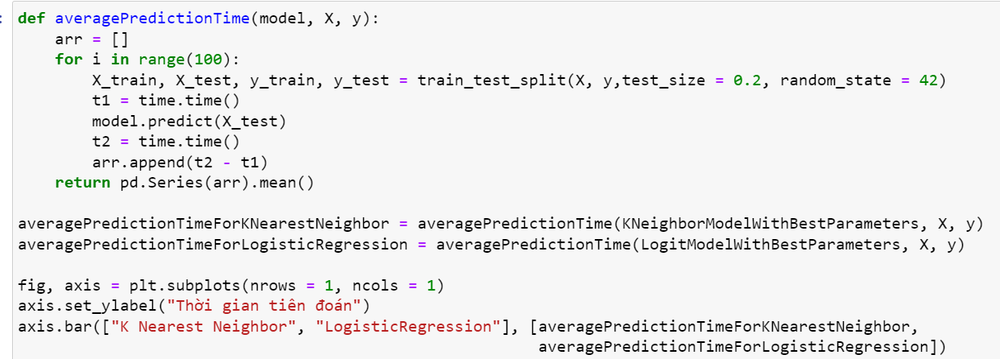 : def averagePredictionTime(model, X, y):
    arr = []
    for i in range(100):
        X_train, X_test, y_train, y_test = train_test_split(X, y,test_size = 0.2, random_state = 42)
        t1 = time.time()
        model.predict(X_test)
        t2 = time.time()
        arr.append(t2 - t1)
    return pd.Series(arr).mean()

averagePredictionTimeForKNearestNeighbor = averagePredictionTime(KNeighborModelWithBestParameters, X, y)
averagePredictionTimeForLogisticRegression = averagePredictionTime(LogitModelWithBestParameters, X, y)

fig, axis = plt.subplots(nrows = 1, ncols = 1)
axis.set_ylabel("Thời gian tiên đoán")
axis.bar(["K Nearest Neighbor", "LogisticRegression"], [averagePredictionTimeForKNearestNeighbor,
                                                        averagePredictionTimeForLogisticRegression])